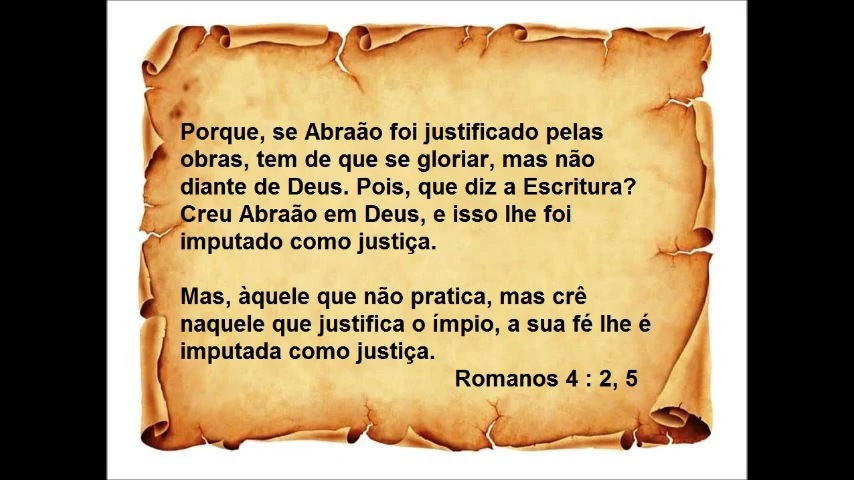 Porque, se Abraão foi justificado pelas
obras, tem de que se gloriar, mas não
diante de Deus. Pois, que diz a Escritura?
Creu Abraão em Deus, e isso lhe foi
imputado como justiça.
Mas, àquele que não pratica, mas crê
naquele que justifica o ímpio, a sua fé lhe é
imputada como justiça.
Romanos 4 : 2, 5